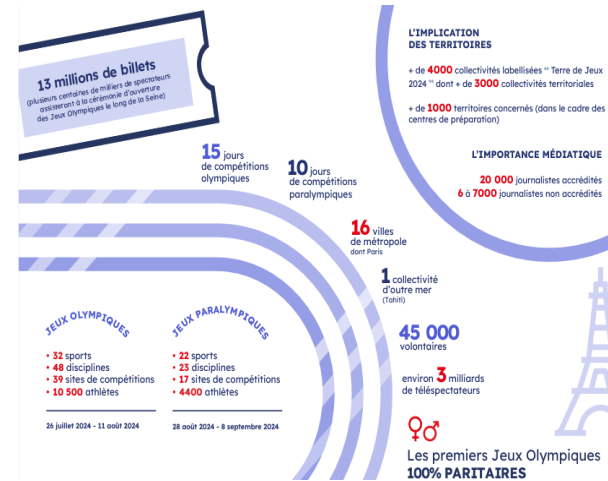 13 millions de billets
(plusieurs centaines de milliers de spectateurs
assisteront à la cérémonie d'ouverture
des Jeux Olympiques le long de la Seine)
L'IMPLICATION
DES TERRITOIRES
+ de 4000 collectivités labellisées " Terre de Jeux
2024 " dont + de 3000 collectivités territoriales
+ de 1000 territoires concernés (dans le cadre des
centres de préparation)
L'IMPORTANCE MÉDIATIQUE
20 000 journalistes accrédités
6 à 7000 journalistes non accrédités
15 jours
de compétitions
olympiques
10 jours
de compétitions
paralympiques
16 villes
de métropole
dont Paris
1 collectivité
d'outre mer
(Tahiti)
45 000
volontaires
environ 3 milliards
de téléspectateurs
JEUX OLYMPIQUES
• 32 sports
• 48 disciplines
• 39 sites de compétitions
• 10 500 athlètes
26 juillet 2024 - 11 août 2024
JEUX PARALYMPIQUES
• 22 sports
• 23 disciplines
• 17 sites de compétitions
• 4400 athlètes
28 août 2024 - 8 septembre 2024
Les premiers Jeux Olympiques
100% PARITAIRES